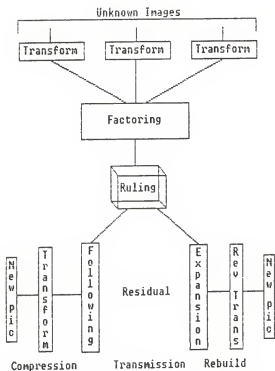 Unknown Images
Transform Transform Transform
Factoring
Ruling
New pic
Transform
Following
Residual
Expansion
Rev Trans
New pic
Compression Transmission Rebuild